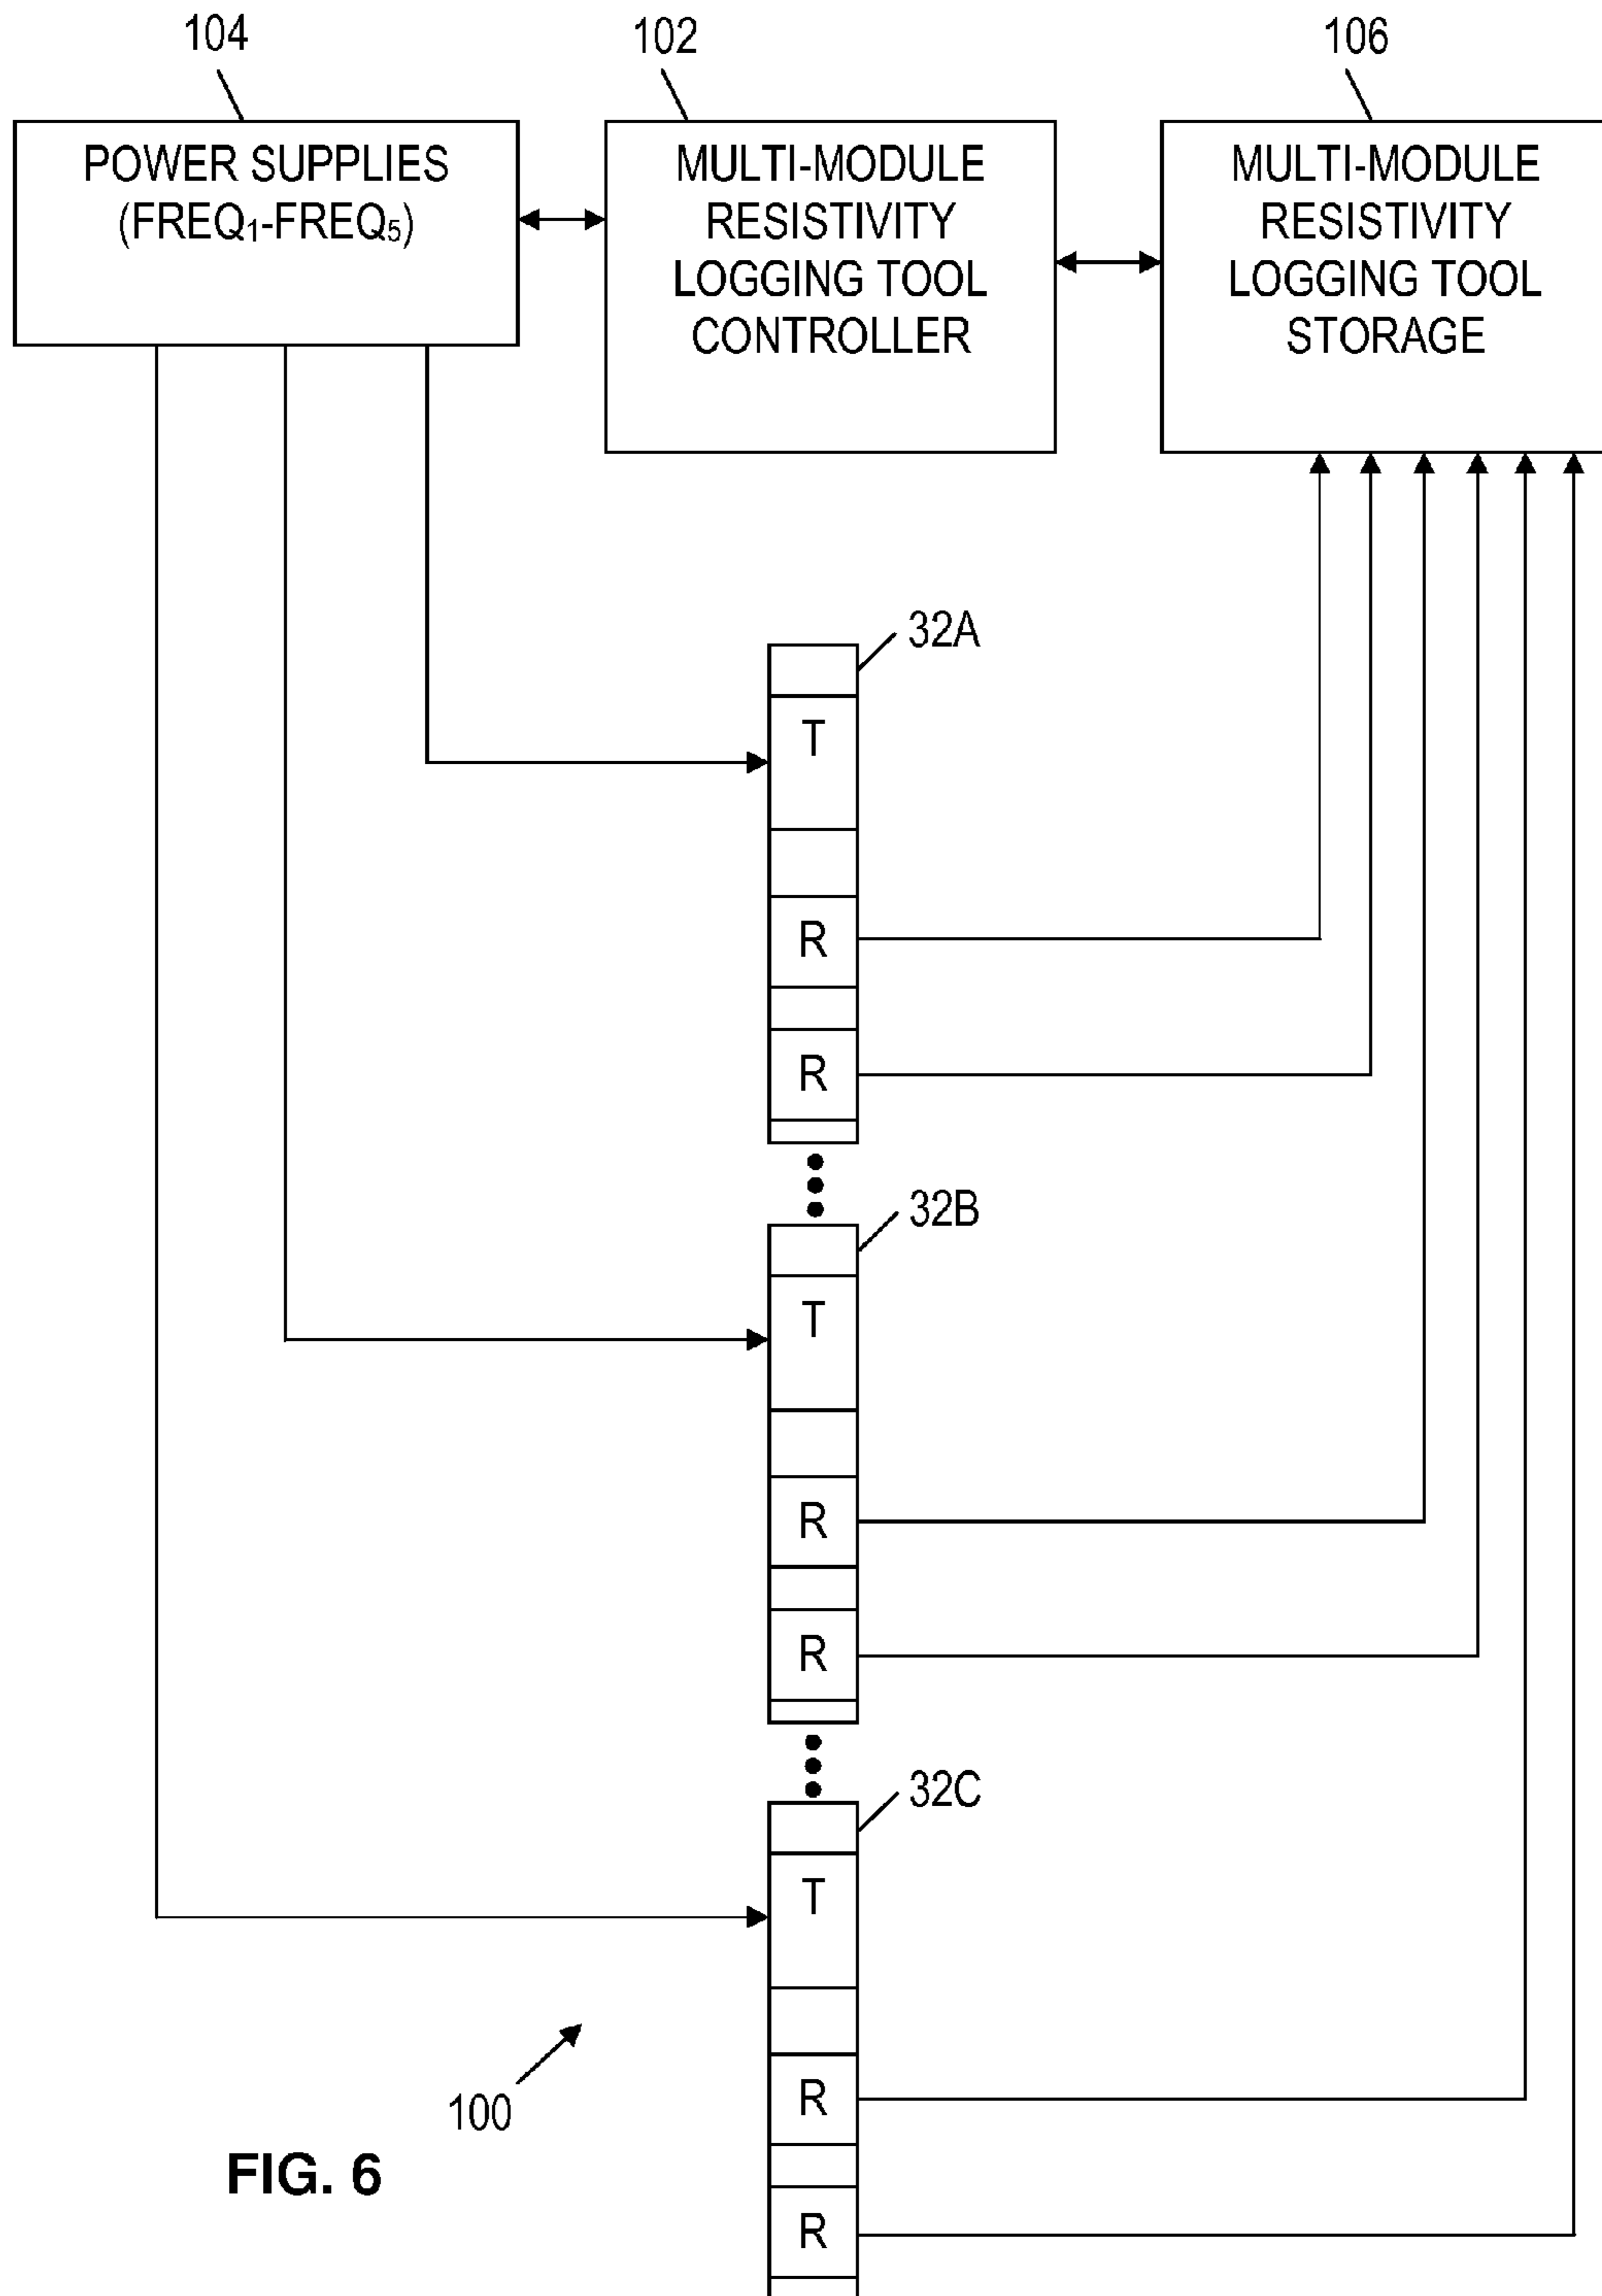 104
102
106
POWER SUPPLIES
(FREQ₁-FREQ₅)
MULTI-MODULE
RESISTIVITY
LOGGING TOOL
CONTROLLER
MULTI-MODULE
RESISTIVITY
LOGGING TOOL
STORAGE
32A
T
R
R
32B
T
R
R
32C
T
R
R
100
FIG. 6